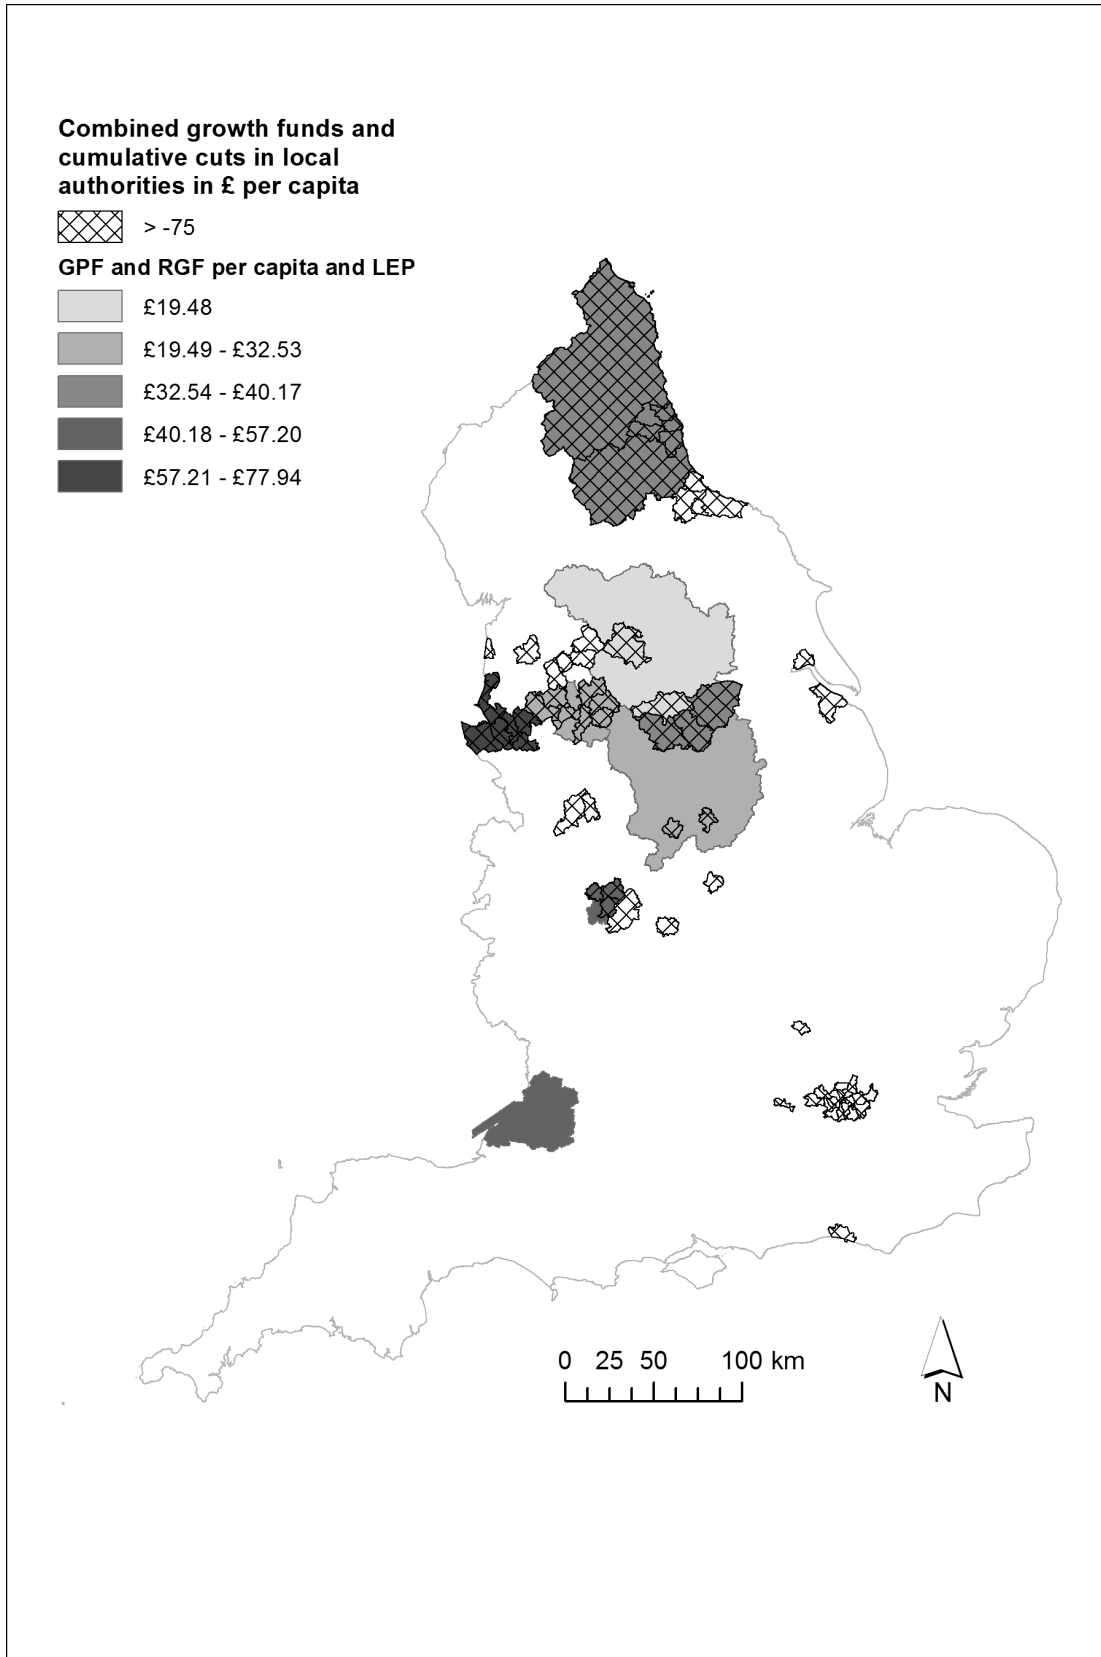 Combined growth funds and
cumulative cuts in local
authorities in £ per capita
> -75
GPF and RGF per capita and LEP
£19.48
£19.49 - £32.53
£32.54 - £40.17
£40.18 - £57.20
£57.21 - £77.94
0 25 50 100 km
N